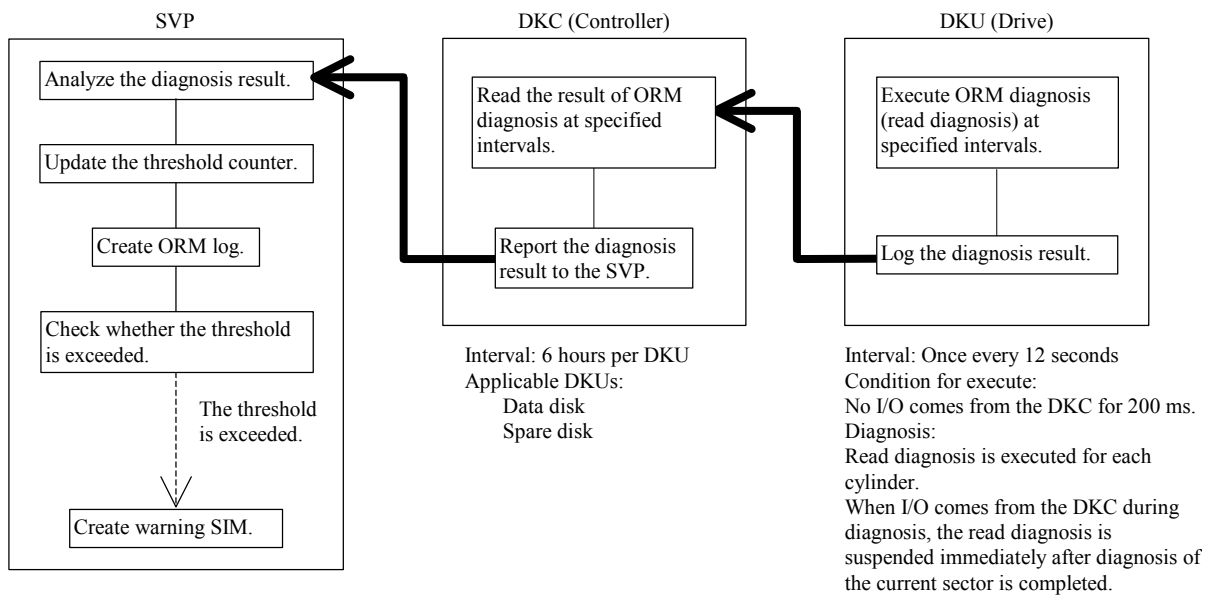 SVP
Analyze the diagnosis result.
Update the threshold counter.
Create ORM log.
Check whether the threshold
is exceeded.
The threshold
is exceeded.
Create warning SIM.
DKC (Controller)
Read the result of ORM
diagnosis at specified
intervals.
Report the diagnosis
result to the SVP.
Interval: 6 hours per DKU
Applicable DKUs:
Data disk
Spare disk
DKU (Drive)
Execute ORM diagnosis
(read diagnosis) at
specified intervals.
Log the diagnosis result.
Interval: Once every 12 seconds
Condition for execute:
No I/O comes from the DKC for 200 ms.
Diagnosis:
Read diagnosis is executed for each
cylinder.
When I/O comes from the DKC during
diagnosis, the read diagnosis is
suspended immediately after diagnosis of
the current sector is completed.